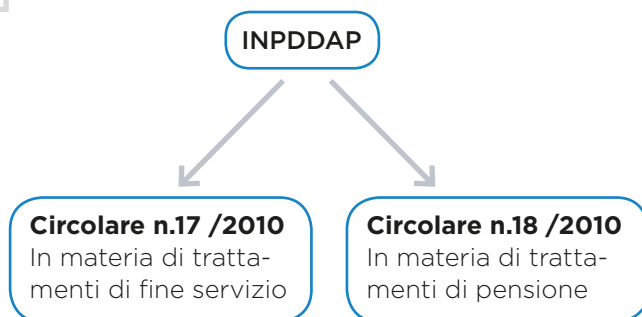 INPDDAP
Circolare n.17 /2010
In materia di tratta-
menti di fine servizio
Circolare n.18 /2010
In materia di tratta-
menti di pensione